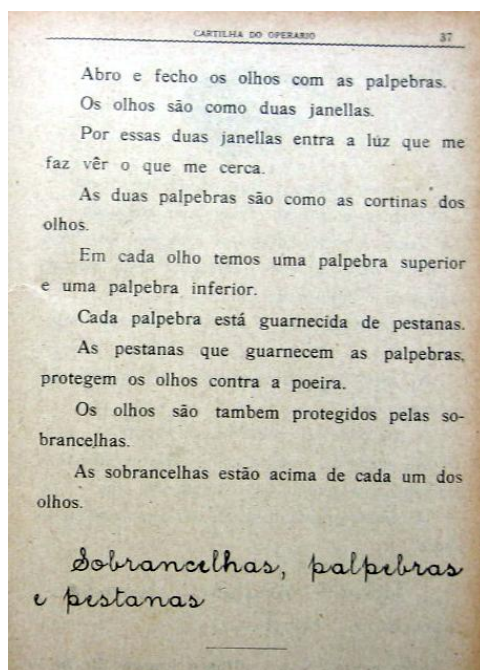 CARTILHA DO OPERARIO 37
Abro e fecho os olhos com as palpebras.
Os olhos são como duas janellas.
Por essas duas janellas entra a luz que me
faz vêr o que me cerca.
As duas palpebras são como as cortinas dos
olhos.
Em cada olho temos uma palpebra superior
e uma palpebra inferior.
Cada palpebra está guarnecida de pestanas.
As pestanas que guarnecem as palpebras,
protegem os olhos contra a poeira.
Os olhos são tambem protegidos pelas so-
brancelhas.
As sobrancelhas estão acima de cada um dos
olhos.
Sobrancelhas, palpebras
e pestanas